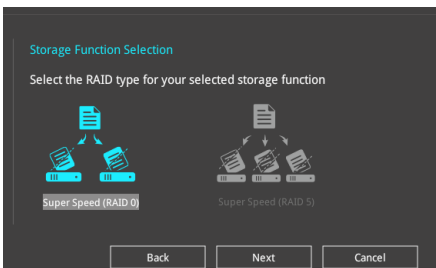 Storage Function Selection
Select the RAID type for your selected storage function
Super Speed (RAID 0)
Super Speed (RAID 5)
Back
Next
Cancel